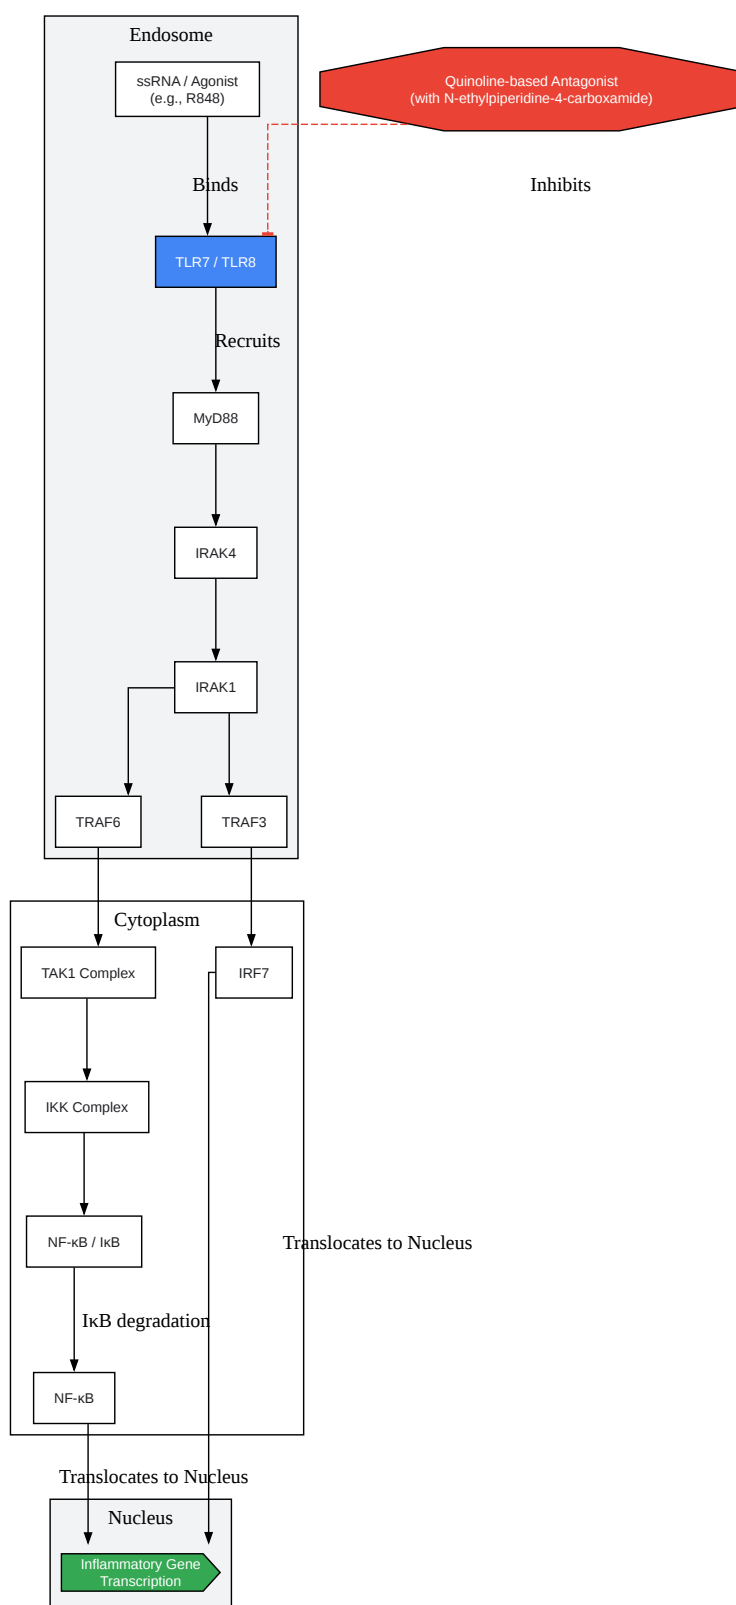 Endosome
ssRNA / Agonist
(e.g., R848)
Quinoline-based Antagonist
(with N-ethylpiperidine-4-carboxamide)
Binds
Inhibits
TLR7 / TLR8
Recruits
MyD88
IRAK4
IRAK1
TRAF6
TRAF3
Cytoplasm
TAK1 Complex
IRF7
IKK Complex
NF-κB / IκB
Translocates to Nucleus
IκB degradation
NF-κB
Translocates to Nucleus
Nucleus
Inflammatory Gene
Transcription